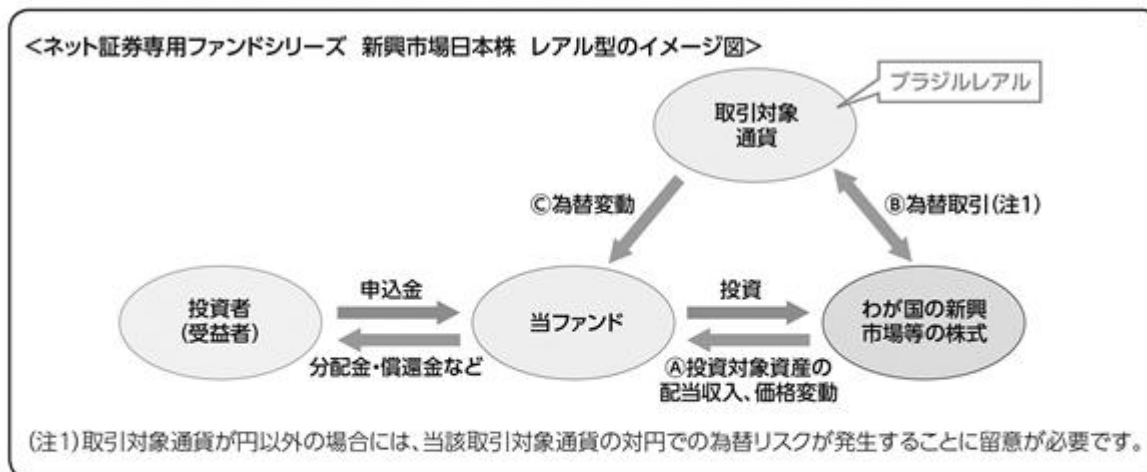 <ネット証券専用ファンドシリーズ 新興市場日本株 レアル型のイメージ図>
ブラジルレアル
取引対象
通貨
Ⓒ為替変動
Ⓑ為替取引(注1)
投資者
(受益者)
申込金
分配金・償還金など
当ファンド
投資
Ⓐ投資対象資産の
配当収入、価格変動
わが国の新興
市場等の株式
(注1)取引対象通貨が円以外の場合には、当該取引対象通貨の対円での為替リスクが発生することに留意が必要です。